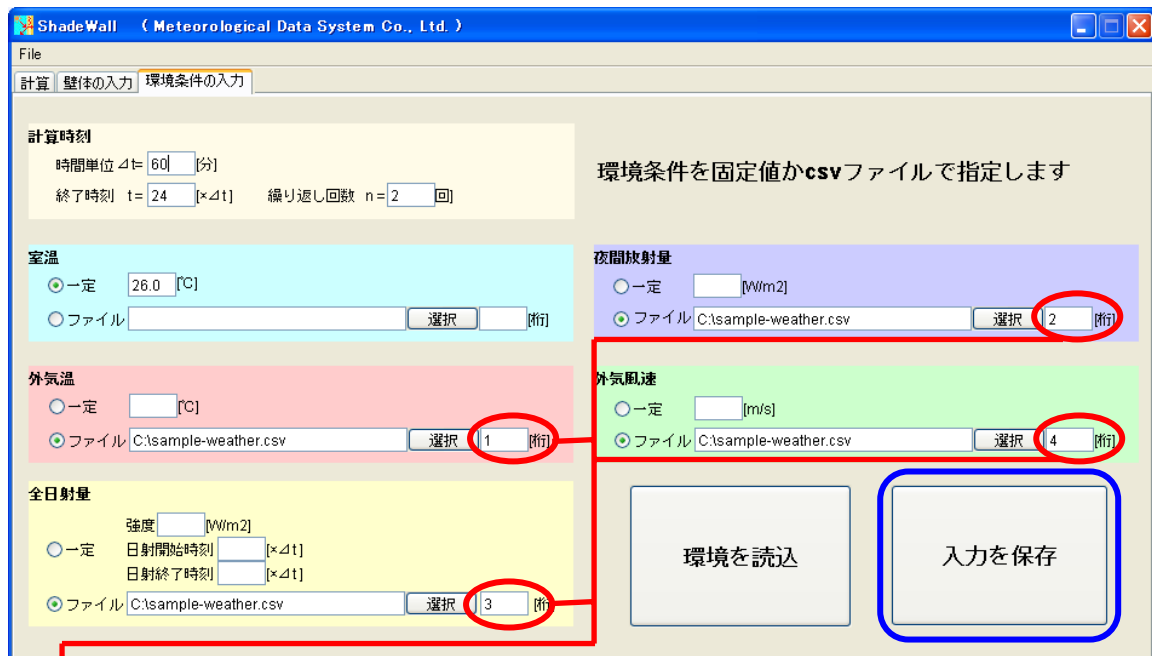 ShadeWall ( Meteorological Data System Co., Ltd. )
File
計算 壁体の入力 環境条件の入力
計算時刻
時間単位 ⊿t= 60 [分]
終了時刻 t= 24 [×⊿t] 繰り返し回数 n= 2 回]
環境条件を固定値かcsvファイルで指定します
室温
一定 26.0 [℃]
ファイル 選択 [桁]
夜間放射量
一定 [W/m2]
ファイル C:\sample-weather.csv 選択 2 [桁]
外気温
一定 [℃]
ファイル C:\sample-weather.csv 選択 1 [桁]
外気風速
一定 [m/s]
ファイル C:\sample-weather.csv 選択 4 [桁]
全日射量
強度 [W/m2]
一定 日射開始時刻 [×⊿t]
日射終了時刻 [×⊿t]
ファイル C:\sample-weather.csv 選択 3 [桁]
環境を読込
入力を保存